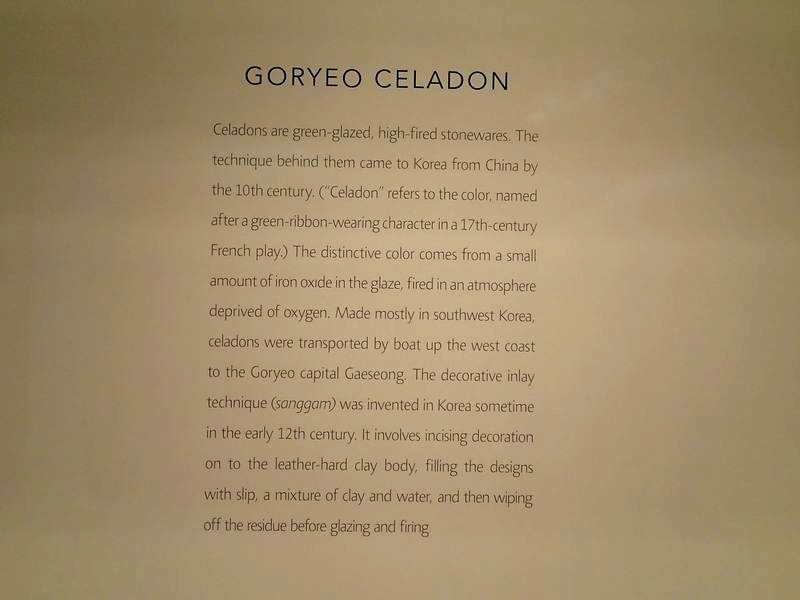 GORYEO CELADON
Celadons are green-glazed, high-fired stonewares. The
technique behind them came to Korea from China by
the 10th century. ("Celadon" refers to the color, named
after a green-ribbon-wearing character in a 17th-century
French play.) The distinctive color comes from a small
amount of iron oxide in the glaze, fired in an atmosphere
deprived of oxygen. Made mostly in southwest Korea,
celadons were transported by boat up the west coast
to the Goryeo capital Gaeseong. The decorative inlay
technique (sanggam) was invented in Korea sometime
in the early 12th century. It involves incising decoration
on to the leather-hard clay body, filling the designs
with slip, a mixture of clay and water, and then wiping
off the residue before glazing and firing